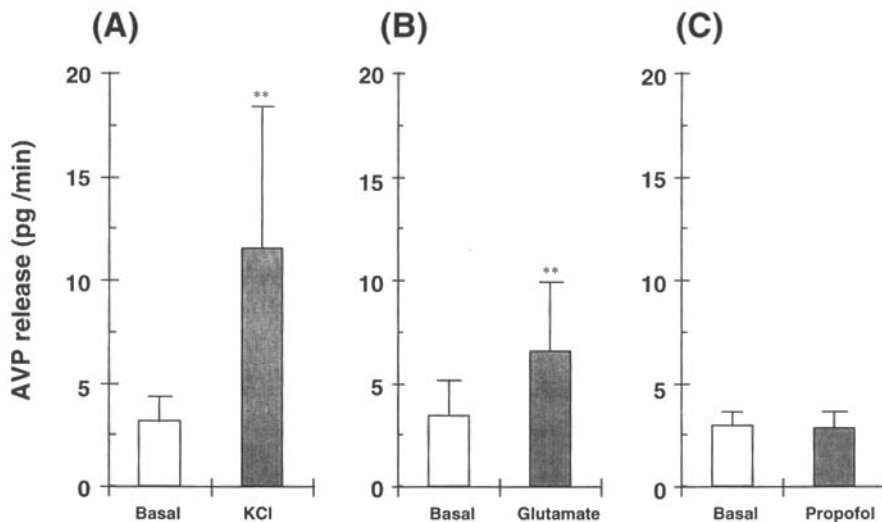 (A) (B) (C)
AVP release (pg /min)
20 20 20
** 
15 15 15
**
10 10 10
5 5 5
0 0 0
Basal KCl Basal Glutamate Basal Propofol